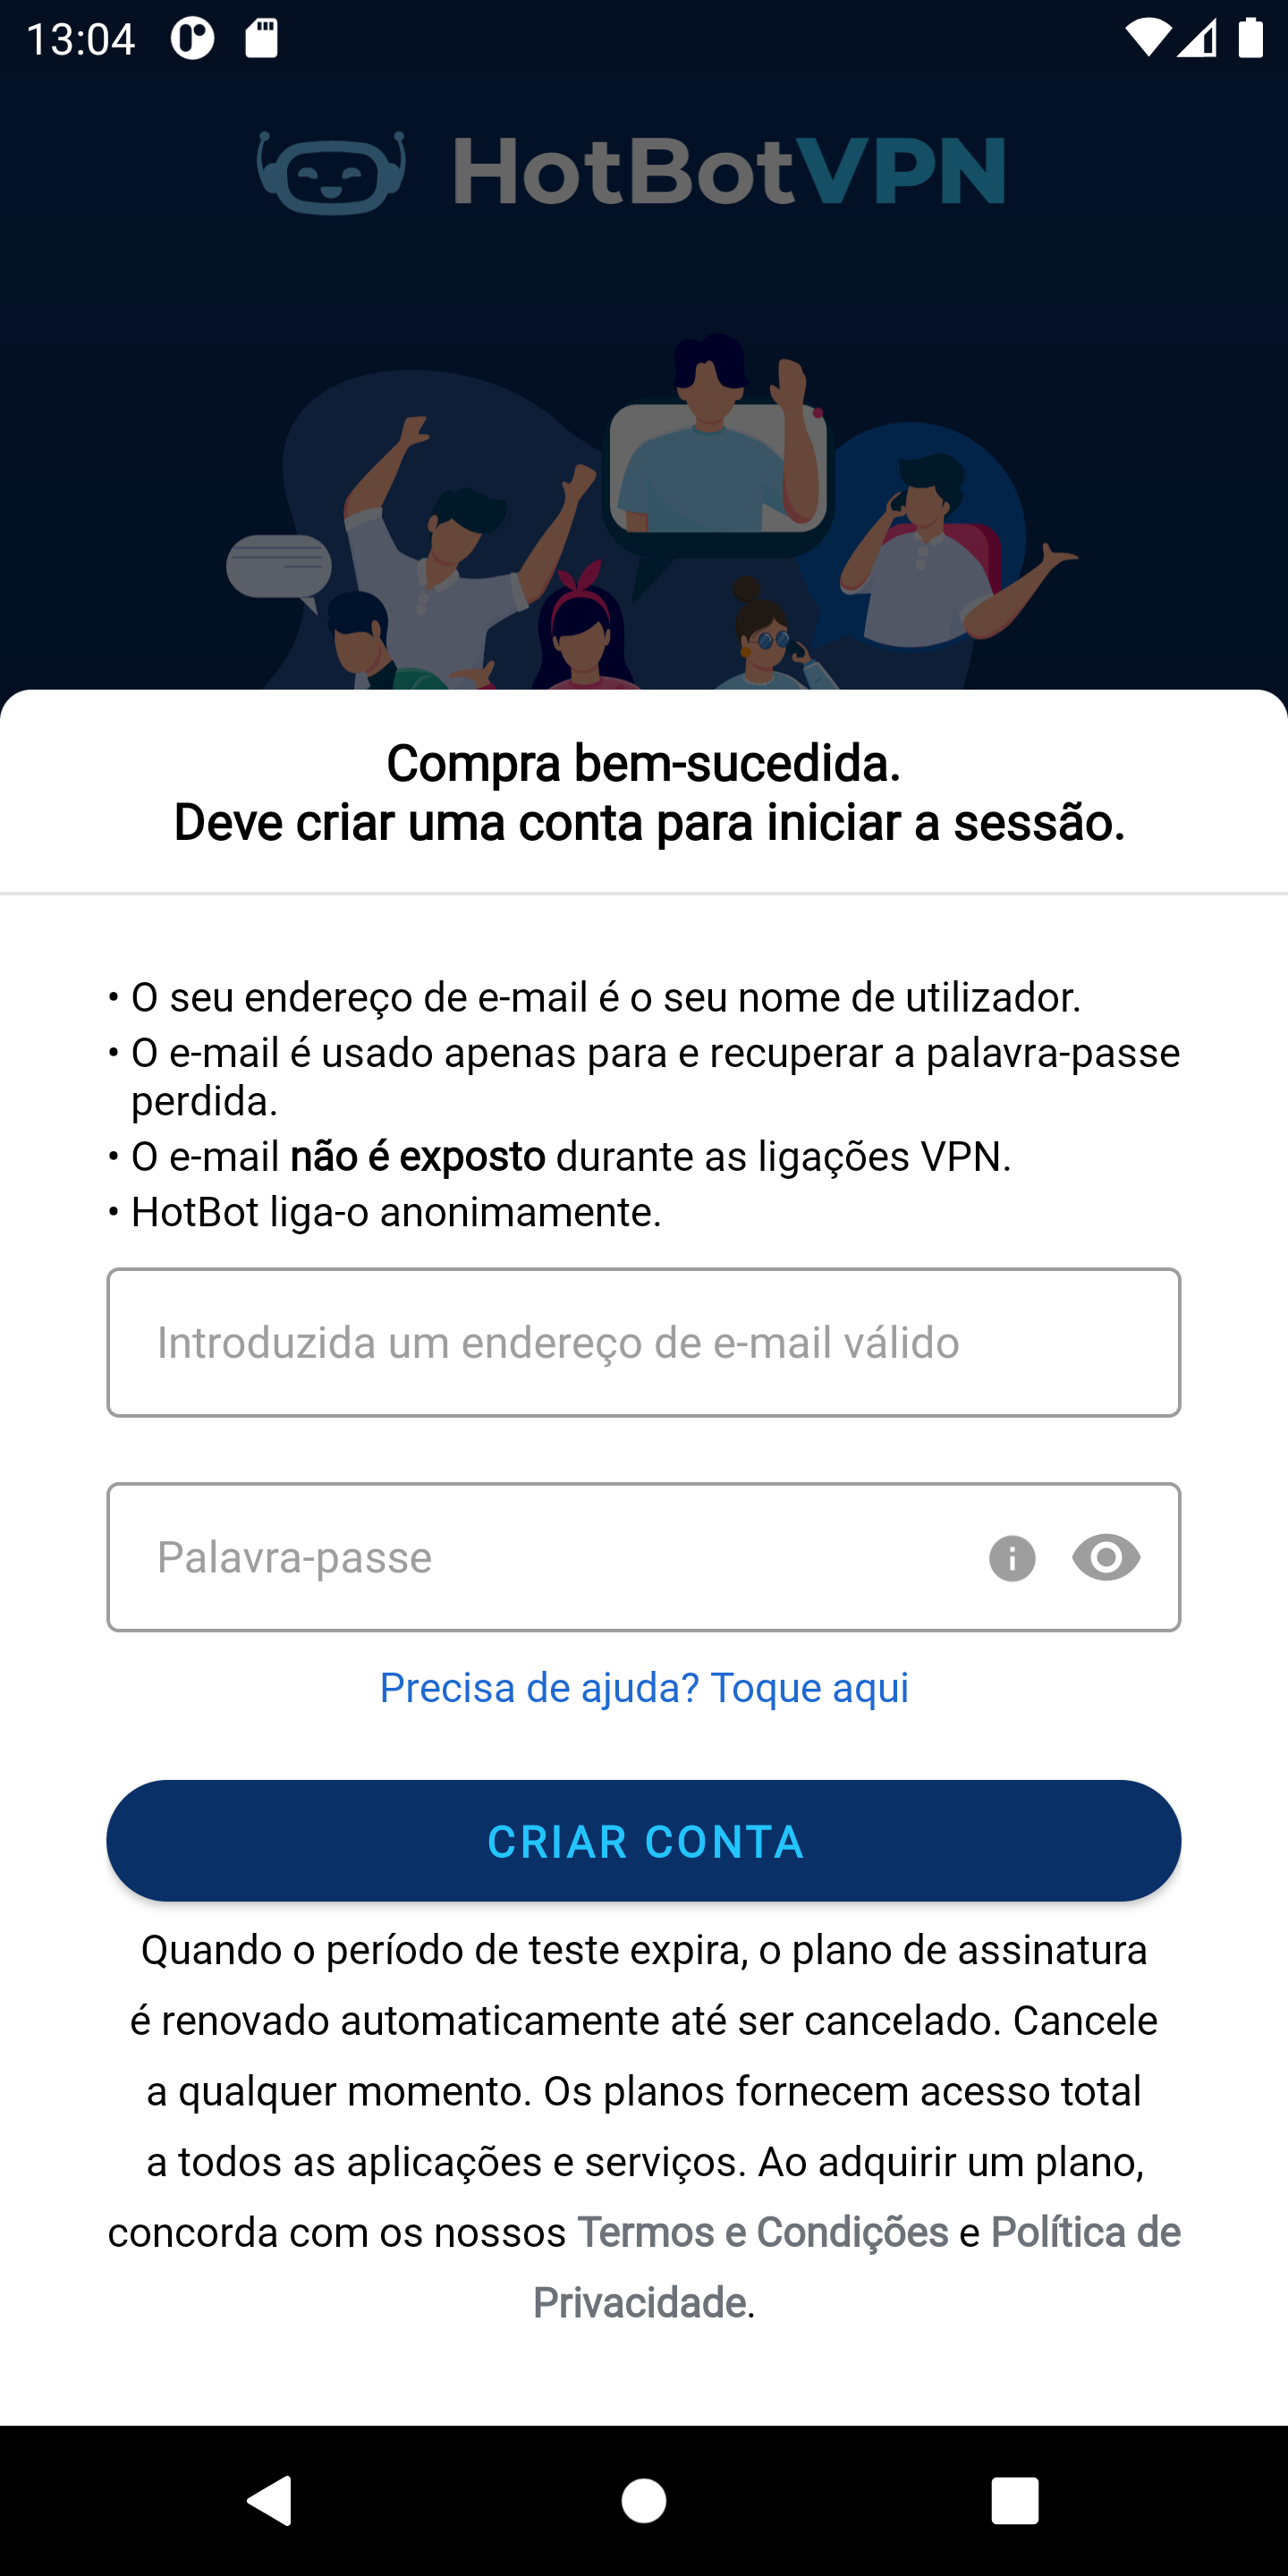 13:04
HotBotVPN
Compra bem-sucedida.
Deve criar uma conta para iniciar a sessão.
• O seu endereço de e-mail é o seu nome de utilizador.
• O e-mail é usado apenas para e recuperar a palavra-passe
perdida.
• O e-mail não é exposto durante as ligações VPN.
• HotBot liga-o anonimamente.
Introduzida um endereço de e-mail válido
Palavra-passe
Precisa de ajuda? Toque aqui
CRIAR CONTA
Quando o período de teste expira, o plano de assinatura
é renovado automaticamente até ser cancelado. Cancele
a qualquer momento. Os planos fornecem acesso total
a todos as aplicações e serviços. Ao adquirir um plano,
concorda com os nossos Termos e Condições e Política de
Privacidade.